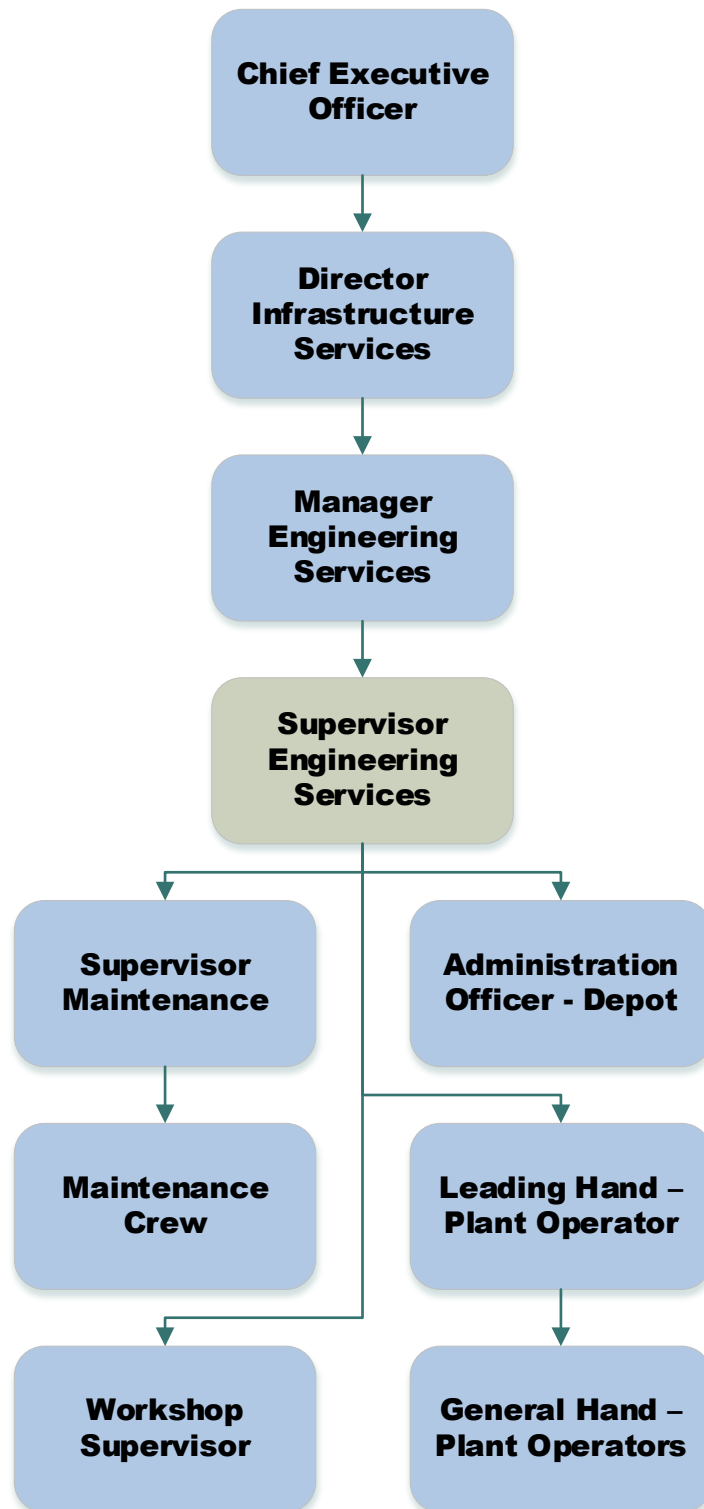 Chief Executive
Officer
Director
Infrastructure
Services
Manager
Engineering
Services
Supervisor
Engineering
Services
Supervisor
Maintenance
Administration
Officer - Depot
Maintenance
Crew
Leading Hand –
Plant Operator
Workshop
Supervisor
General Hand –
Plant Operators